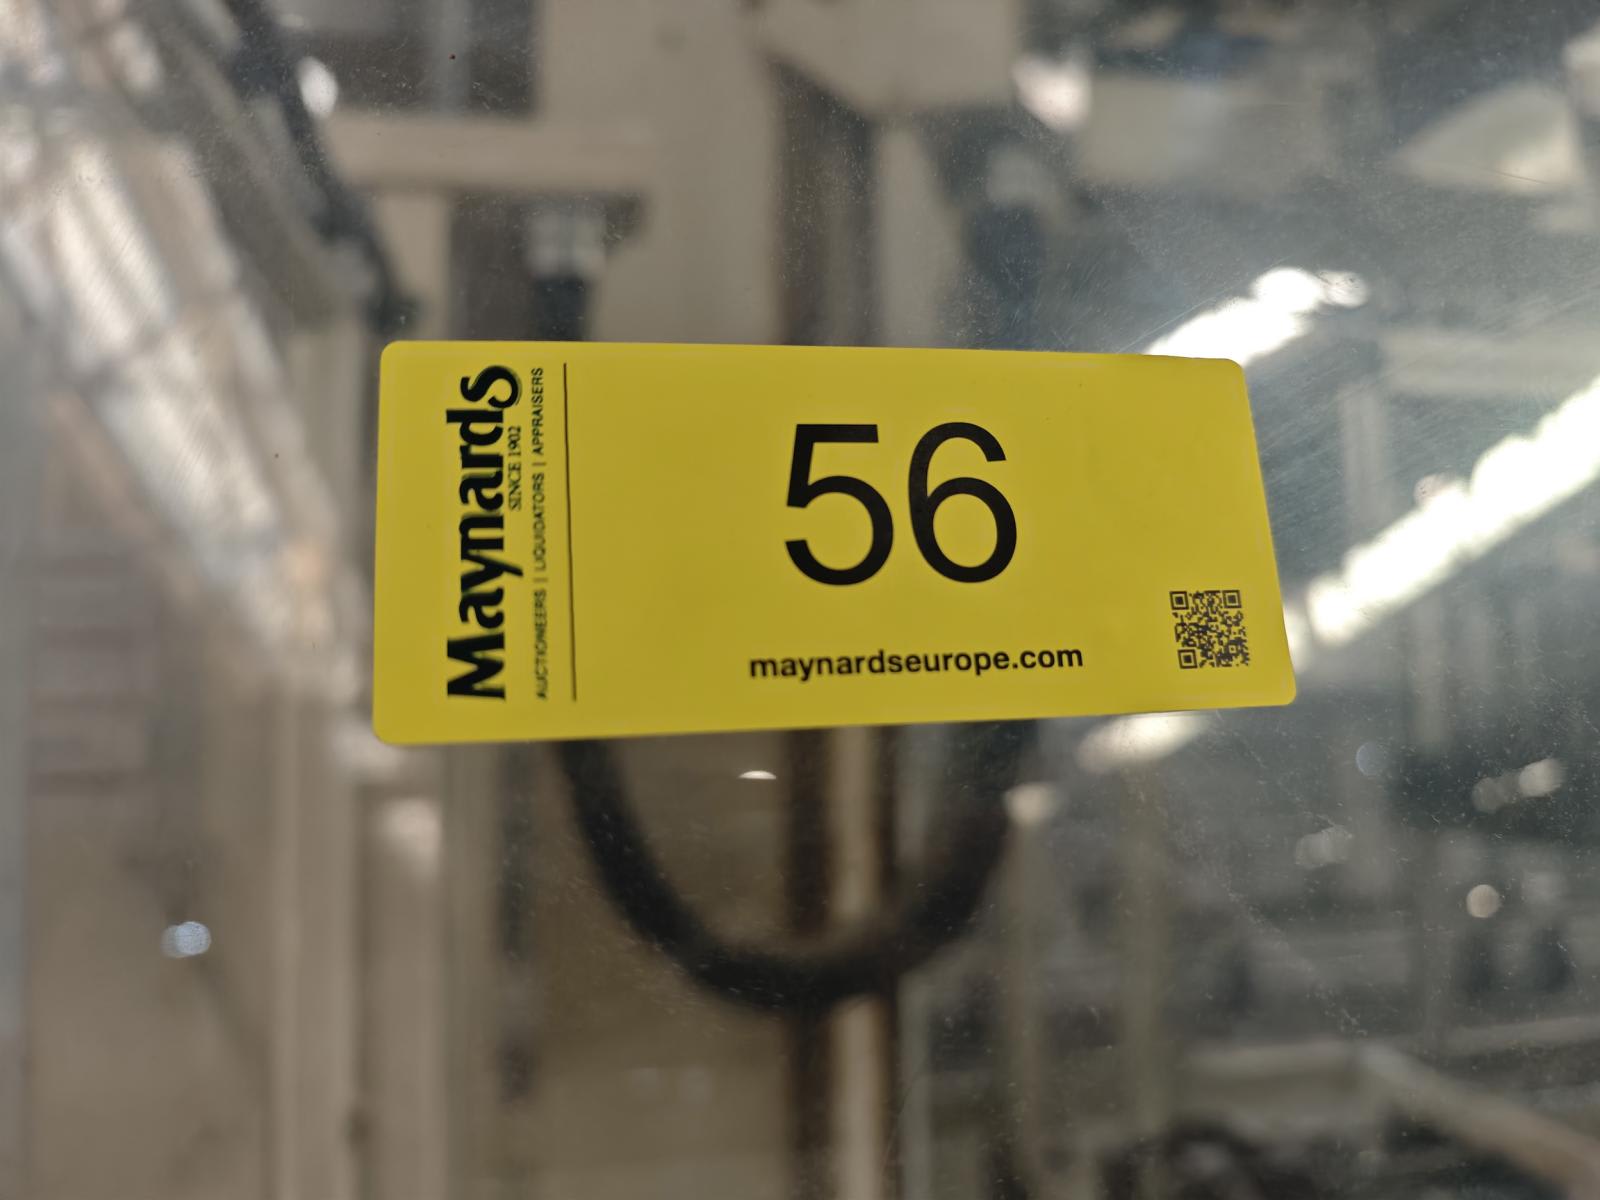 Maynards
SINCE 1902
AUCTIONEERS | LIQUIDATORS | APPRAISERS
56
maynardseurope.com